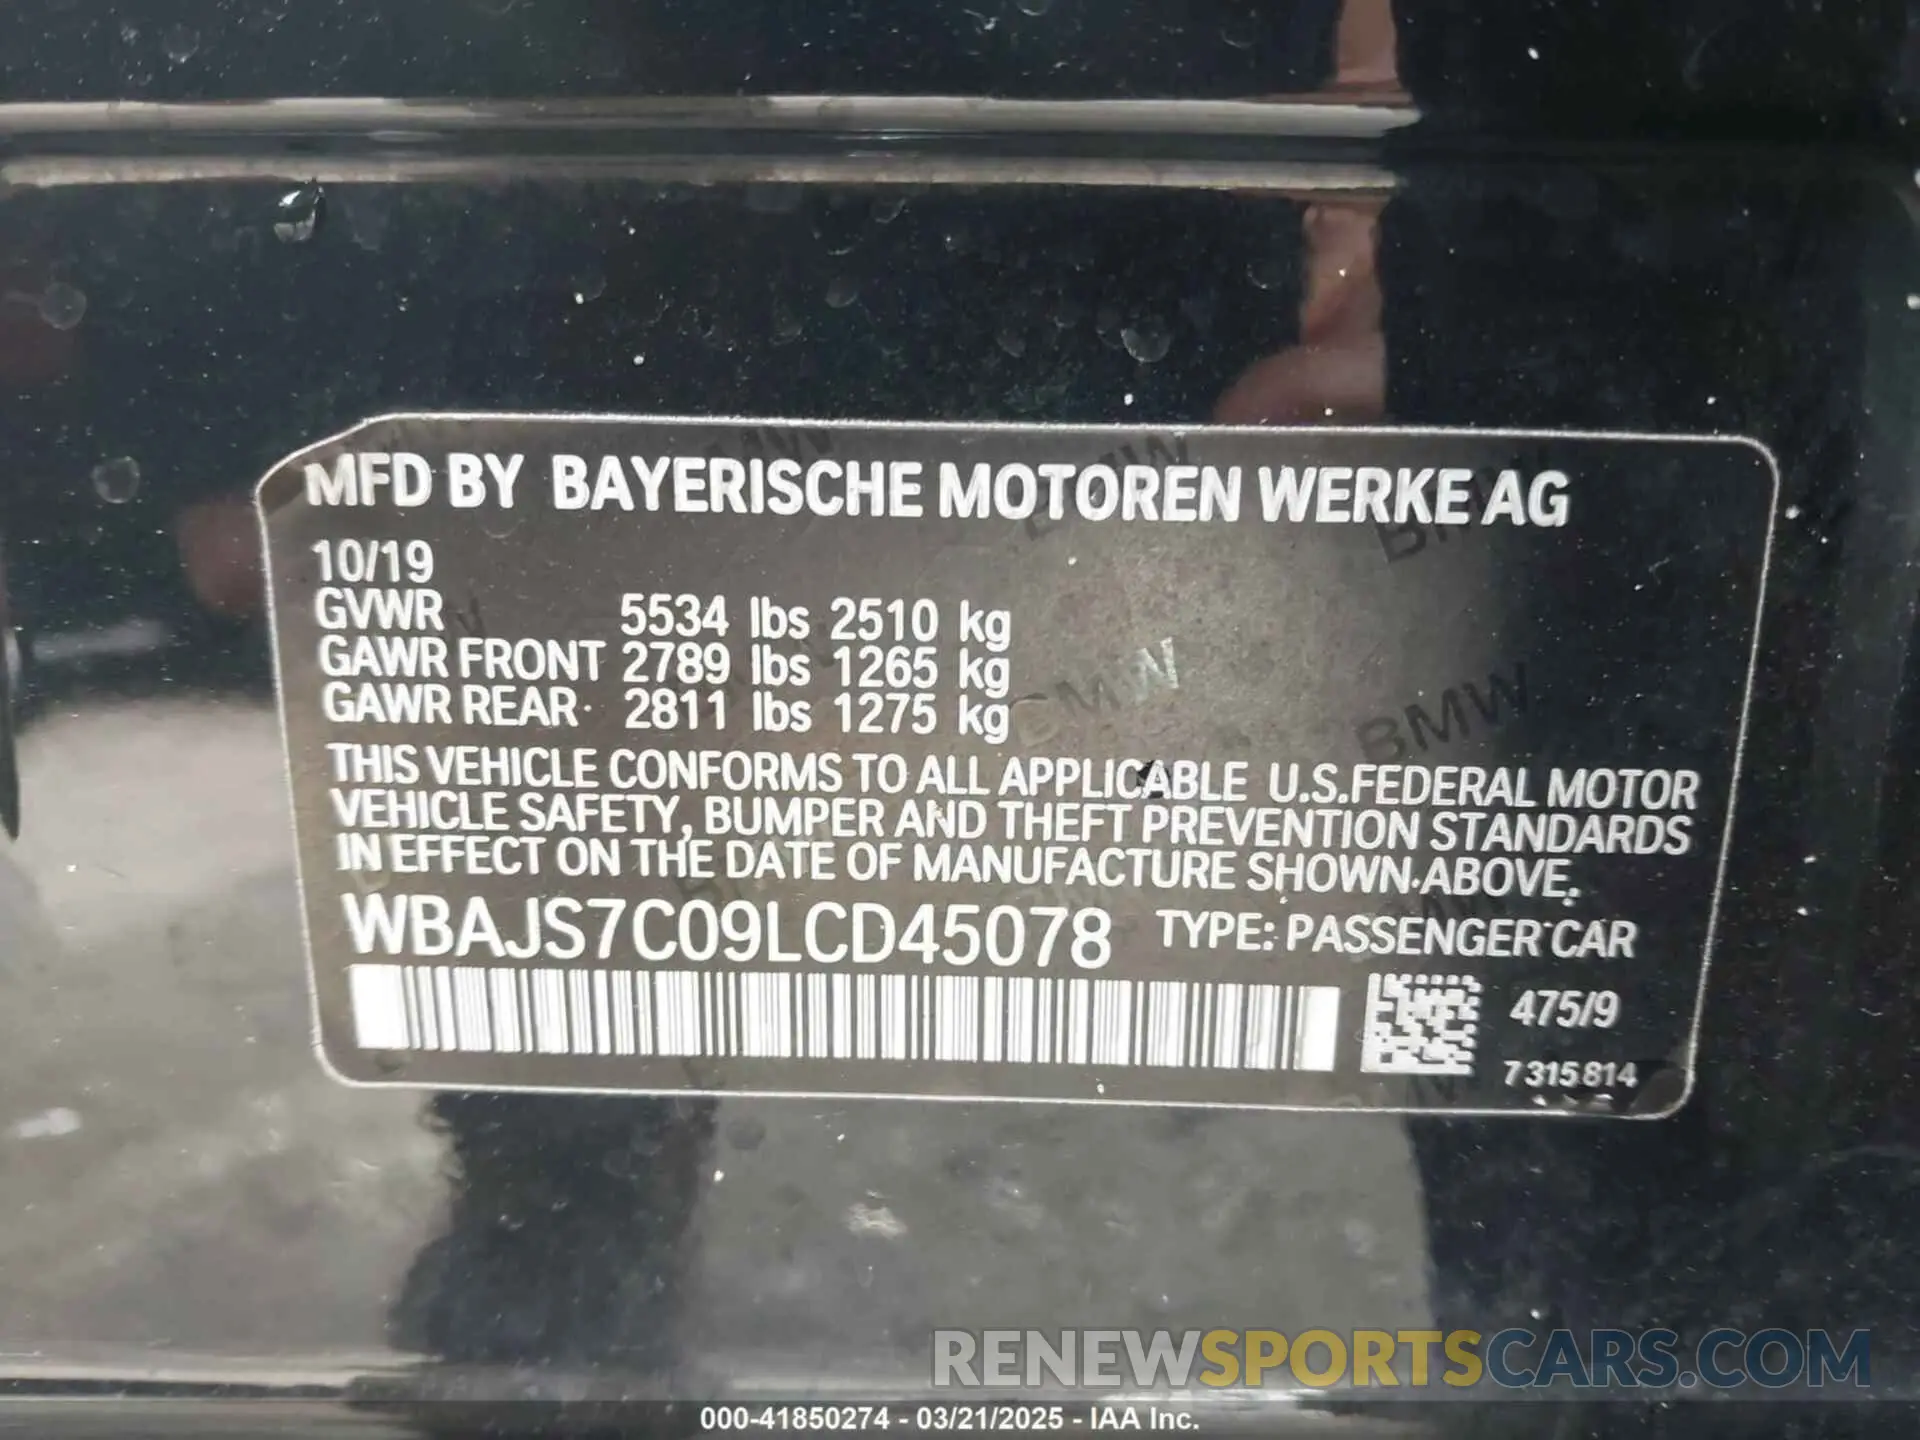 MFD BY BAYERISCHE MOTOREN WERKE AG
10/19
GVWR 5534 lbs 2510 kg
GAWR FRONT 2789 lbs 1265 kg
GAWR REAR 2811 lbs 1275 kg
THIS VEHICLE CONFORMS TO ALL APPLICABLE U.S.FEDERAL MOTOR
VEHICLE SAFETY, BUMPER AND THEFT PREVENTION STANDARDS
IN EFFECT ON THE DATE OF MANUFACTURE SHOWN ABOVE.
WBAJS7C09LCD45078 TYPE: PASSENGER CAR
475/9
7315814
RENEWSPORTSCARS.COM
000-41850274 - 03/21/2025 - IAA Inc.